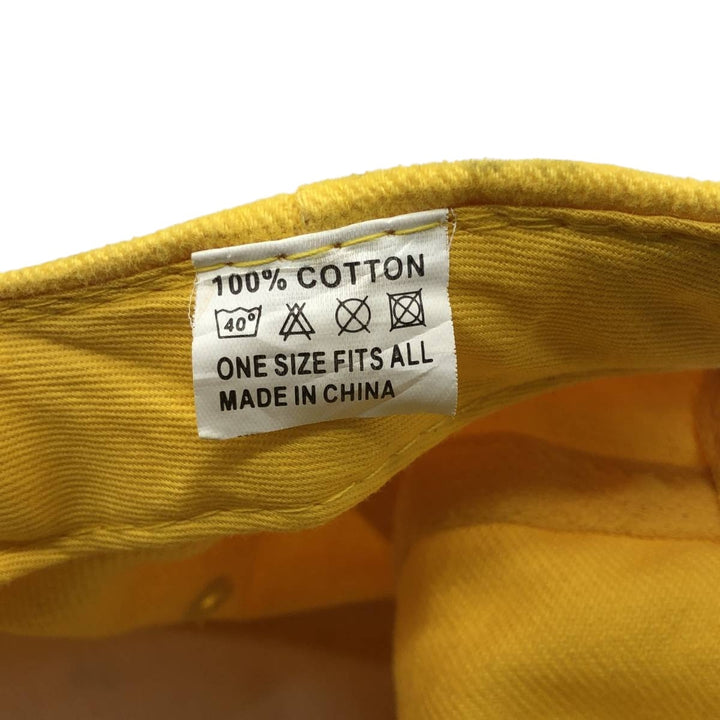 100% COTTON
40°
ONE SIZE FITS ALL
MADE IN CHINA